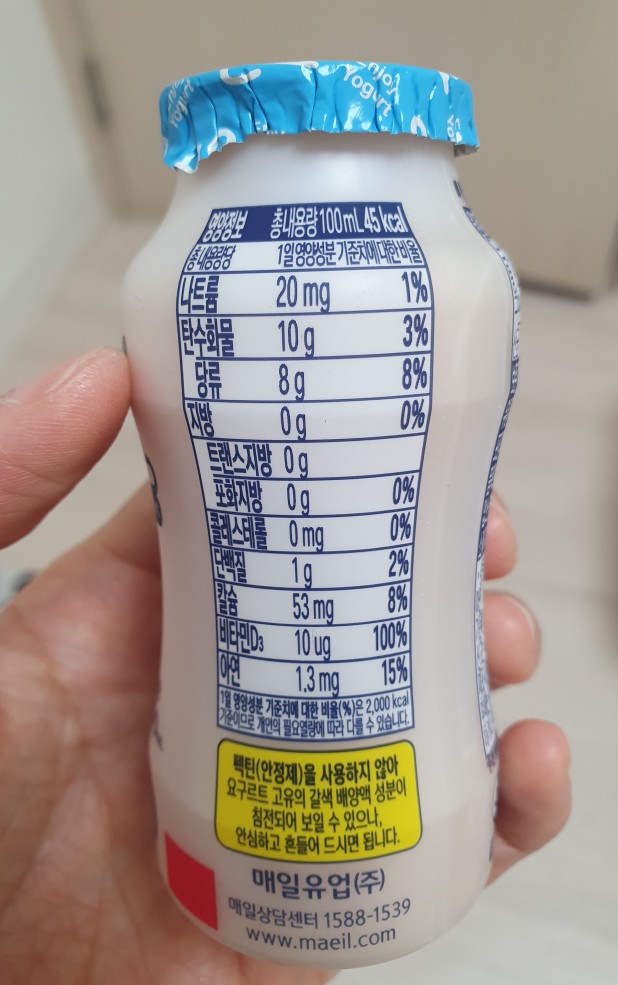 Enjoy
Yogurt
영양정보 총 내용량 100 mL 45 kcal
총 내용량당 1일 영양성분 기준치에 대한 비율
나트륨 20 mg 1%
탄수화물 10 g 3%
당류 8 g 8%
지방 0 g 0%
트랜스지방 0 g
포화지방 0 g 0%
콜레스테롤 0 mg 0%
단백질 1 g 2%
칼슘 53 mg 8%
비타민D3 10 ug 100%
아연 1.3 mg 15%
1일 영양성분 기준치에 대한 비율(%)은 2,000 kcal
기준이므로 개인의 필요열량에 따라 다를 수 있습니다.
펙틴(안정제)을 사용하지 않아
요구르트 고유의 갈색 배양액 성분이
침전되어 보일 수 있으나,
안심하고 흔들어 드시면 됩니다.
매일유업(주)
매일상담센터 1588-1539
www.maeil.com